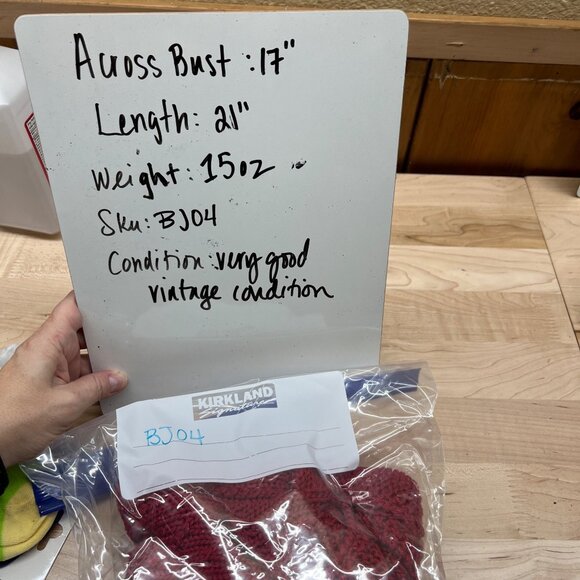 Across Bust : 17"
Length: 21"
Weight: 15oz
Sku: BJ04
Condition: very good
vintage condition
KIRKLAND
Signature
BJ04